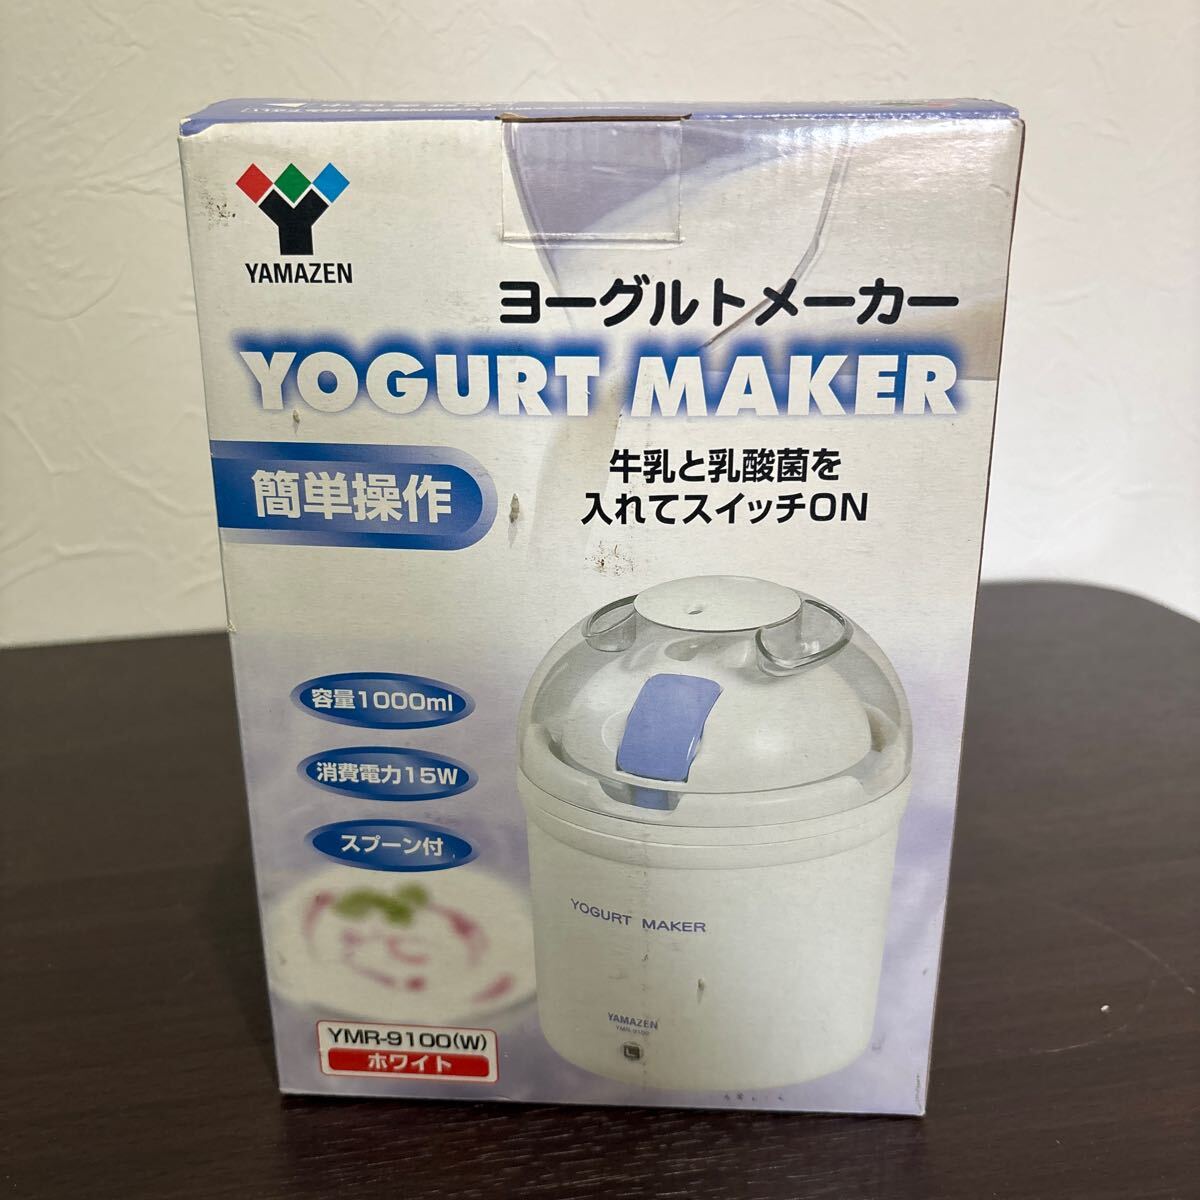 YAMAZEN
ヨーグルトメーカー
YOGURT MAKER
簡単操作
牛乳と乳酸菌を
入れてスイッチON
容量1000ml
消費電力15W
スプーン付
YOGURT MAKER
YAMAZEN
YMR-9100
YMR-9100(W)
ホワイト